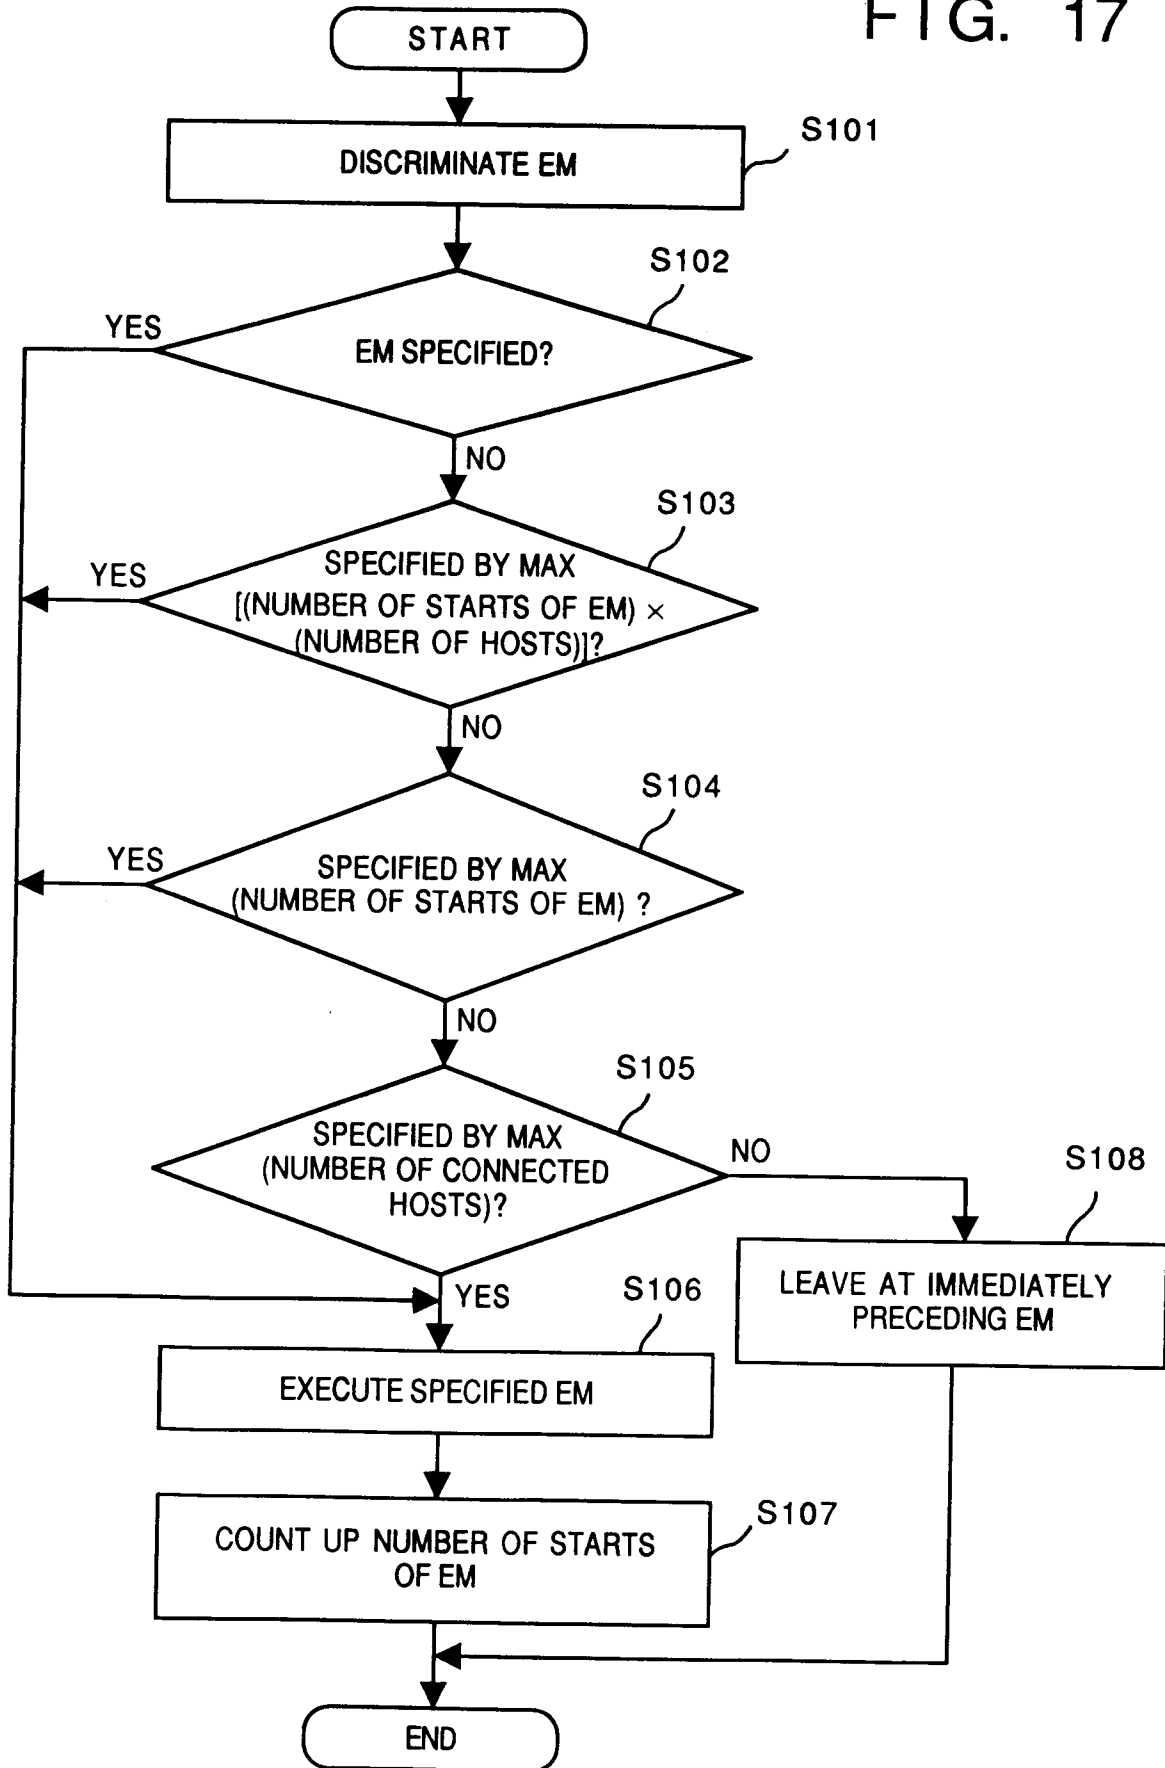 FIG. 17
START
S101
DISCRIMINATE EM
S102
YES
EM SPECIFIED?
NO
S103
YES
SPECIFIED BY MAX
[(NUMBER OF STARTS OF EM) ×
(NUMBER OF HOSTS)]?
NO
S104
YES
SPECIFIED BY MAX
(NUMBER OF STARTS OF EM) ?
NO
S105
SPECIFIED BY MAX
(NUMBER OF CONNECTED
HOSTS)?
NO
S108
LEAVE AT IMMEDIATELY
PRECEDING EM
YES
S106
EXECUTE SPECIFIED EM
S107
COUNT UP NUMBER OF STARTS
OF EM
END